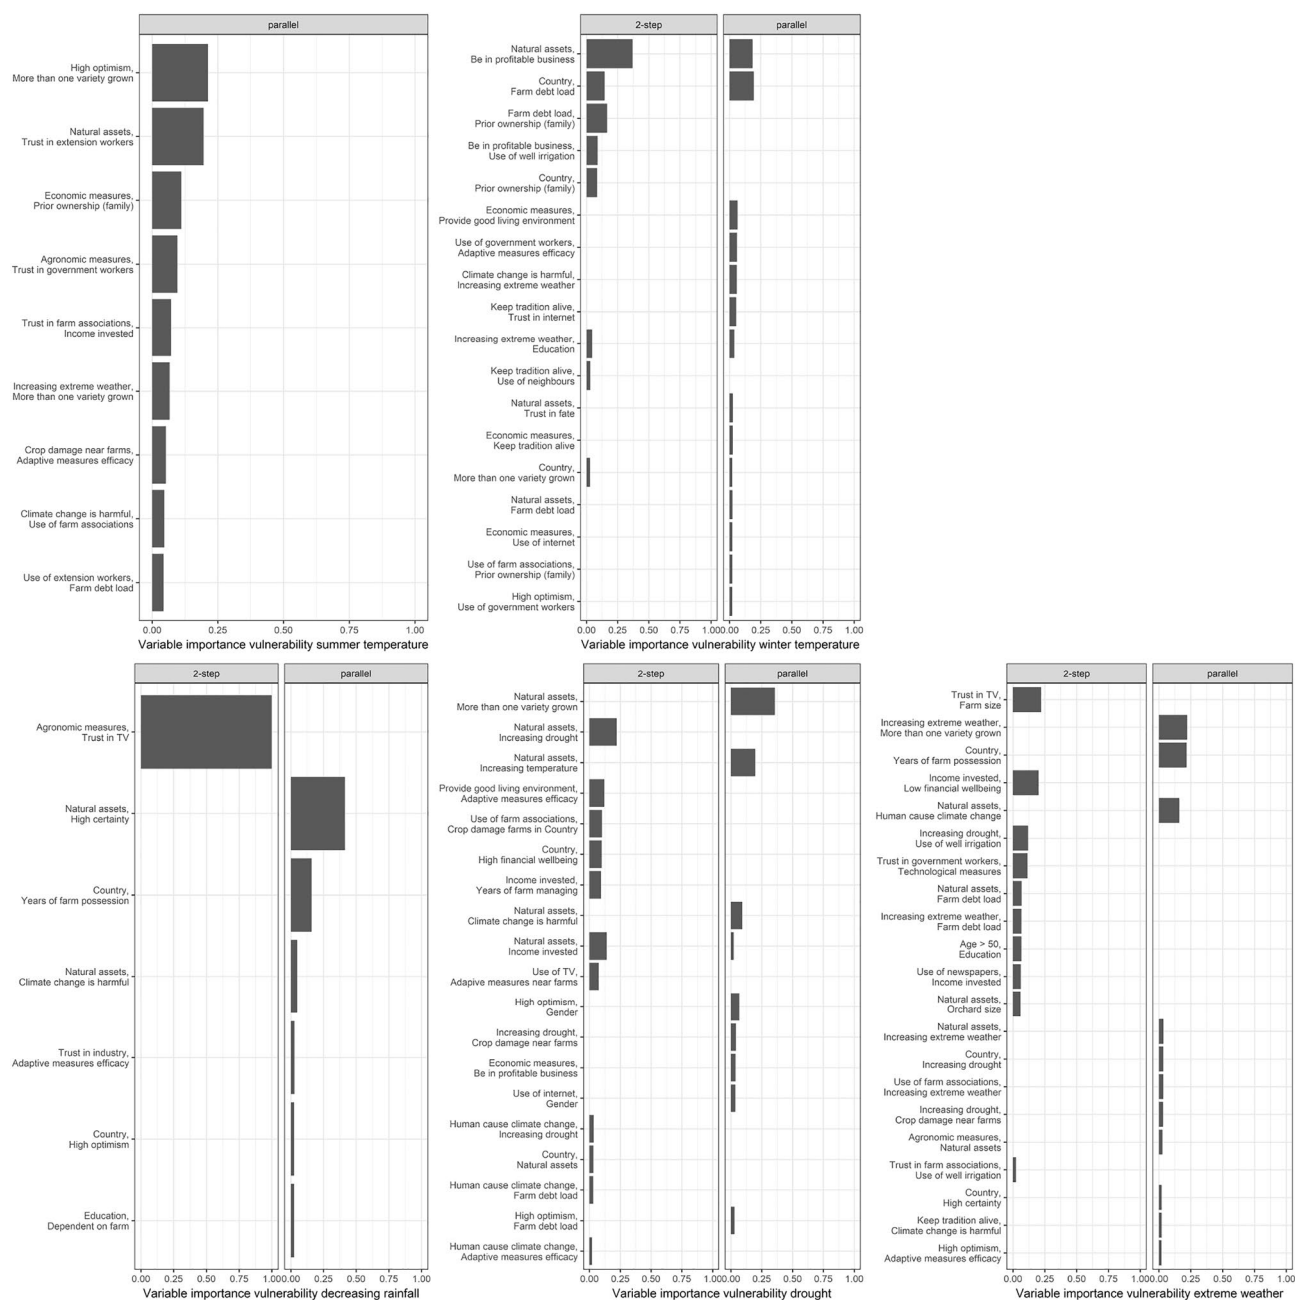 parallel
High optimism,
More than one variety grown
Natural assets,
Trust in extension workers
Economic measures,
Prior ownership (family)
Agronomic measures,
Trust in government workers
Trust in farm associations,
Income invested
Increasing extreme weather,
More than one variety grown
Crop damage near farms,
Adaptive measures efficacy
Climate change is harmful,
Use of farm associations
Use of extension workers,
Farm debt load
0.00 0.25 0.50 0.75 1.00
Variable importance vulnerability summer temperature
2-step parallel
Natural assets,
Be in profitable business
Country,
Farm debt load
Farm debt load,
Prior ownership (family)
Be in profitable business,
Use of well irrigation
Country,
Prior ownership (family)
Economic measures,
Provide good living environment
Use of government workers,
Adaptive measures efficacy
Climate change is harmful,
Increasing extreme weather
Keep tradition alive,
Trust in internet
Increasing extreme weather,
Education
Keep tradition alive,
Use of neighbours
Natural assets,
Trust in fate
Economic measures,
Keep tradition alive
Country,
More than one variety grown
Natural assets,
Farm debt load
Economic measures,
Use of internet
Use of farm associations,
Prior ownership (family)
High optimism,
Use of government workers
0.00 0.25 0.50 0.75 1.00 0.00 0.25 0.50 0.75 1.00
Variable importance vulnerability winter temperature
2-step parallel
Agronomic measures,
Trust in TV
Natural assets,
High certainty
Country,
Years of farm possession
Natural assets,
Climate change is harmful
Trust in industry,
Adaptive measures efficacy
Country,
High optimism
Education,
Dependent on farm
0.00 0.25 0.50 0.75 1.00 0.00 0.25 0.50 0.75 1.00
Variable importance vulnerability decreasing rainfall
2-step parallel
Natural assets,
More than one variety grown
Natural assets,
Increasing drought
Natural assets,
Increasing temperature
Provide good living environment,
Adaptive measures efficacy
Use of farm associations,
Crop damage farms in Country
Country,
High financial wellbeing
Income invested,
Years of farm managing
Natural assets,
Climate change is harmful
Natural assets,
Income invested
Use of TV,
Adapive measures near farms
High optimism,
Gender
Increasing drought,
Crop damage near farms
Economic measures,
Be in profitable business
Use of internet,
Gender
Human cause climate change,
Increasing drought
Country,
Natural assets
Human cause climate change,
Farm debt load
High optimism,
Farm debt load
Human cause climate change,
Adaptive measures efficacy
0.00 0.25 0.50 0.75 1.00 0.00 0.25 0.50 0.75 1.00
Variable importance vulnerability drought
2-step parallel
Trust in TV,
Farm size
Increasing extreme weather,
More than one variety grown
Country,
Years of farm possession
Income invested,
Low financial wellbeing
Natural assets,
Human cause climate change
Increasing drought,
Use of well irrigation
Trust in government workers,
Technological measures
Natural assets,
Farm debt load
Increasing extreme weather,
Farm debt load
Age > 50,
Education
Use of newspapers,
Income invested
Natural assets,
Orchard size
Natural assets,
Increasing extreme weather
Country,
Increasing drought
Use of farm associations,
Increasing extreme weather
Increasing drought,
Crop damage near farms
Agronomic measures,
Natural assets
Trust in farm associations,
Use of well irrigation
Country,
High certainty
Keep tradition alive,
Climate change is harmful
High optimism,
Adaptive measures efficacy
0.00 0.25 0.50 0.75 1.00 0.00 0.25 0.50 0.75 1.00
Variable importance vulnerability extreme weather